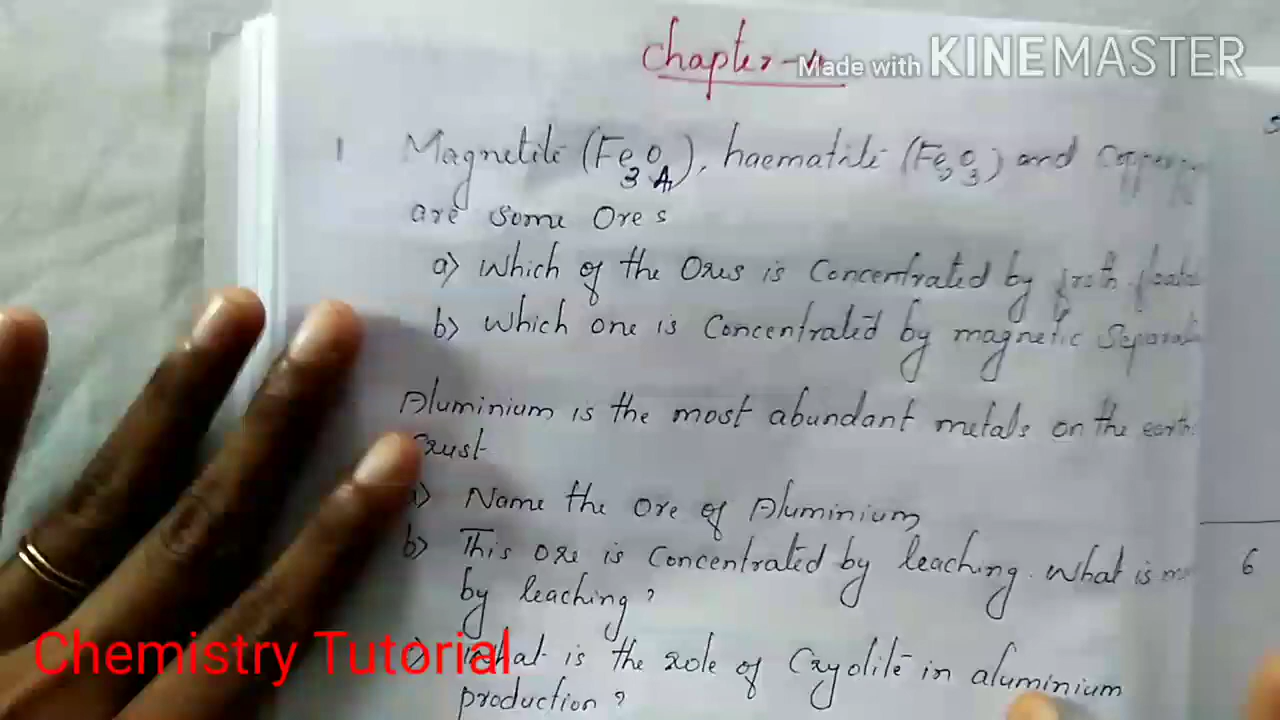 Chapter-4
Made with KINEMASTER
1 Magnetite (Fe3O4), haematite (Fe2O3) and
are some Ores
a) Which of the Ores is Concentrated by froth
b) Which one is Concentrated by magnetic
Aluminium is the most abundant metals on the earth
Crust
a) Name the Ore of Aluminium
b) This ore is Concentrated by leaching. What is
by leaching?
What is the role of Cryolite in aluminium
production?
6
Chemistry Tutorial